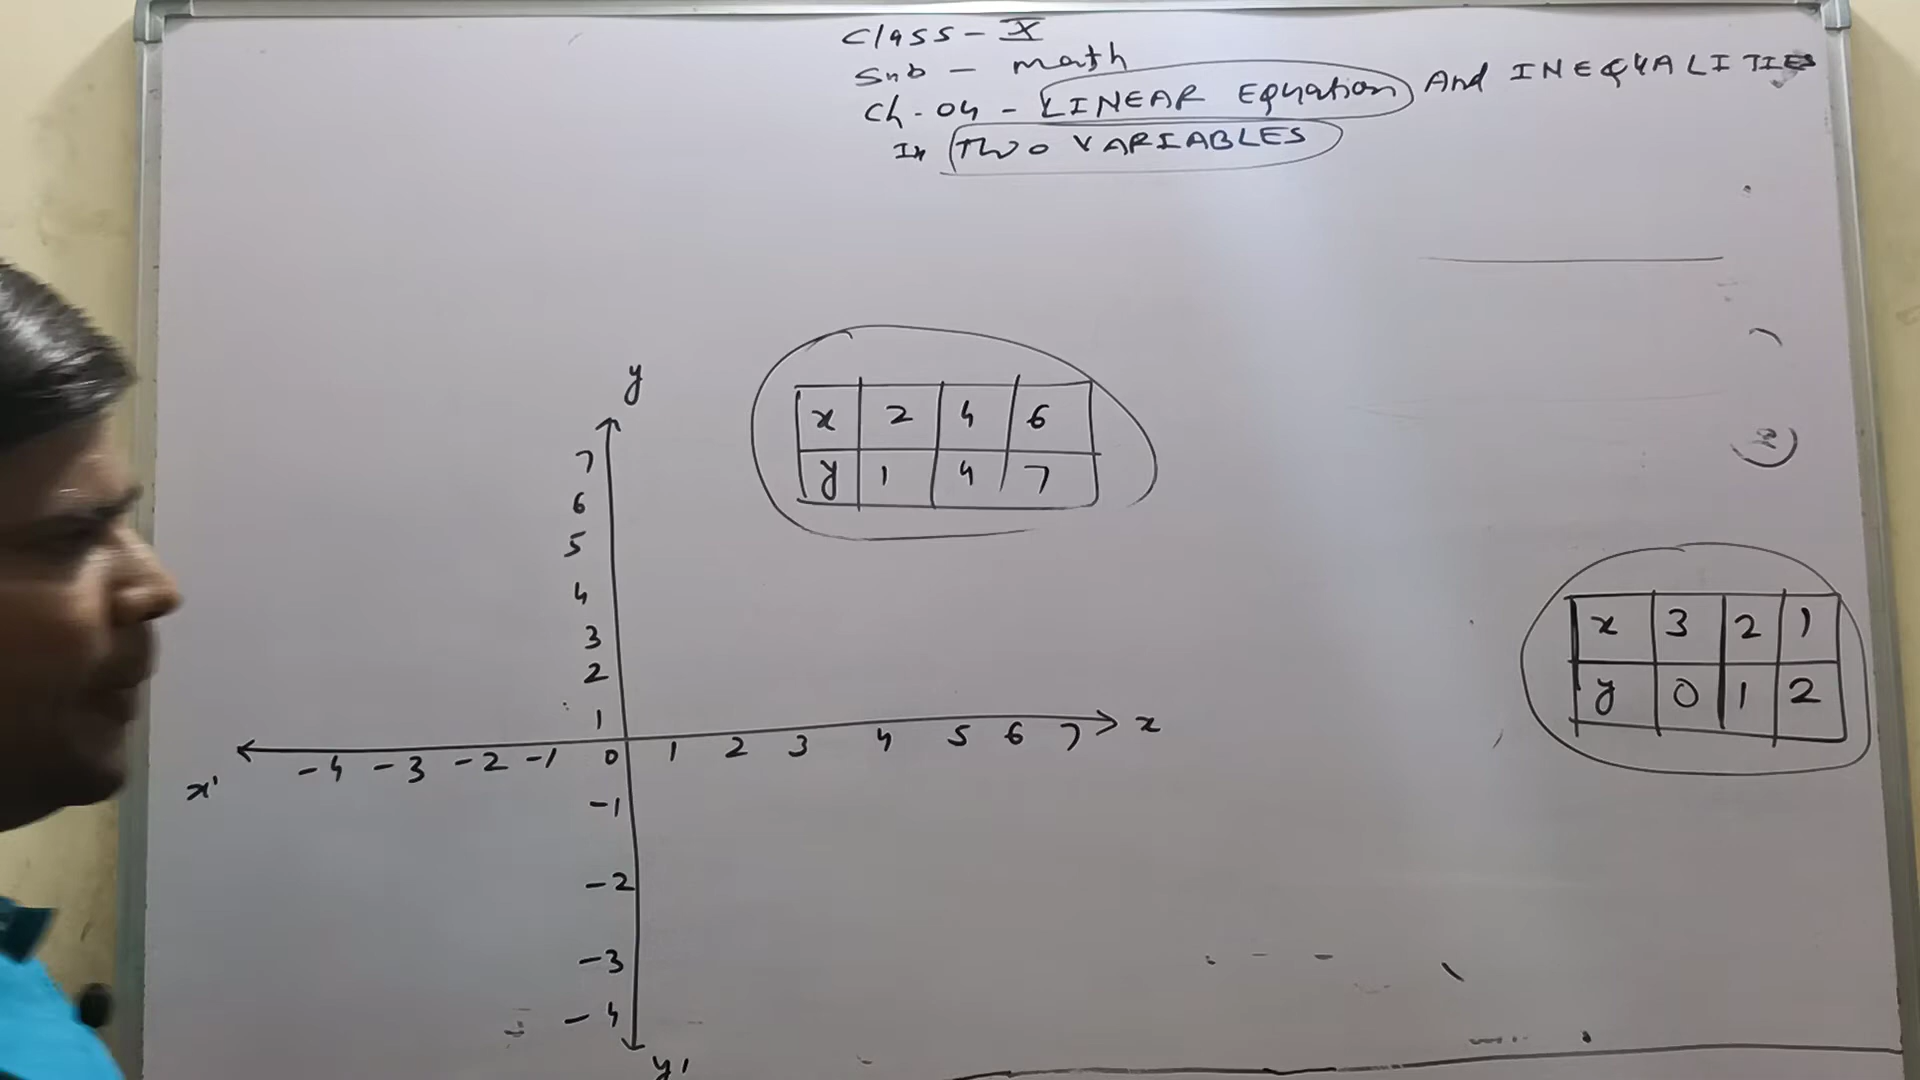 Class - X
Sub - math
Ch - 04 - LINEAR Equation And INEQUALITIES
In TWO VARIABLES
y
x 2 4 6
y 1 4 7
7
6
5
4
3
2
1
x' -4 -3 -2 -1 0 1 2 3 4 5 6 7 x
-1
-2
-3
-4
y'
x 3 2 1
y 0 1 2